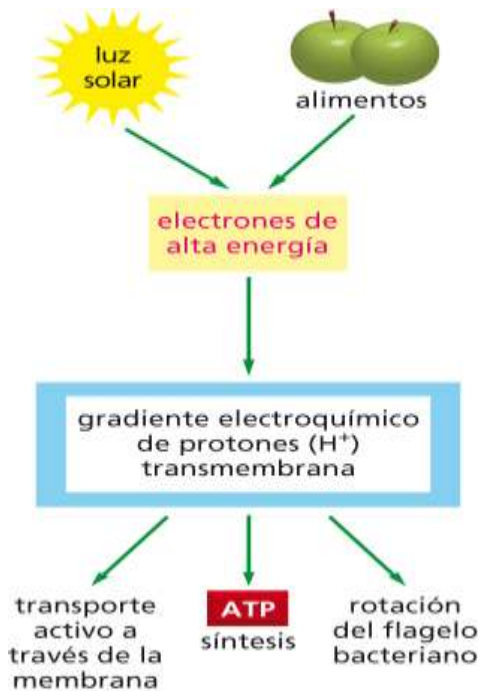 luz
solar
alimentos
electrones de
alta energía
gradiente electroquímico
de protones (H⁺)
transmembrana
transporte
activo a
través de la
membrana
ATP
síntesis
rotación
del flagelo
bacteriano